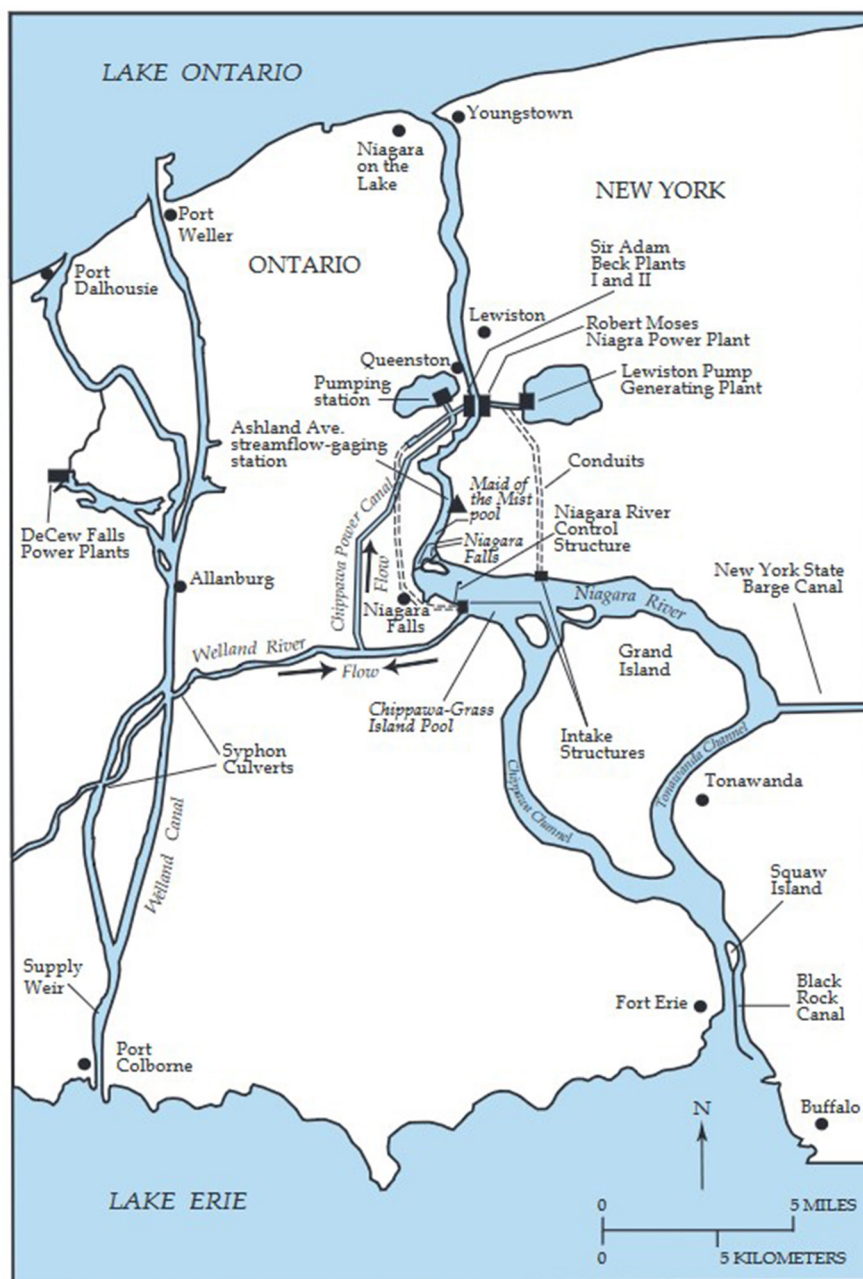 LAKE ONTARIO
Youngstown
Niagara
on the
Lake
NEW YORK
Port
Weller
ONTARIO
Sir Adam
Beck Plants
I and II
Port
Dalhousie
Lewiston
Robert Moses
Niagra Power Plant
Queenston
Pumping
station
Lewiston Pump
Generating Plant
Ashland Ave.
streamflow-gaging
station
Conduits
Maid of
the Mist
pool
Niagara River
Control
Structure
DeCew Falls
Power Plants
Chippawa Power Canal
Flow
Niagara
Falls
Allanburg
Niagara
Falls
Niagara River
New York State
Barge Canal
Welland River
Flow
Grand
Island
Chippawa-Grass
Island Pool
Intake
Structures
Syphon
Culverts
Chippawa Channel
Tonawanda Channel
Tonawanda
Welland Canal
Squaw
Island
Supply
Weir
Fort Erie
Black
Rock
Canal
Port
Colborne
N
Buffalo
LAKE ERIE
0 5 MILES
0 5 KILOMETERS